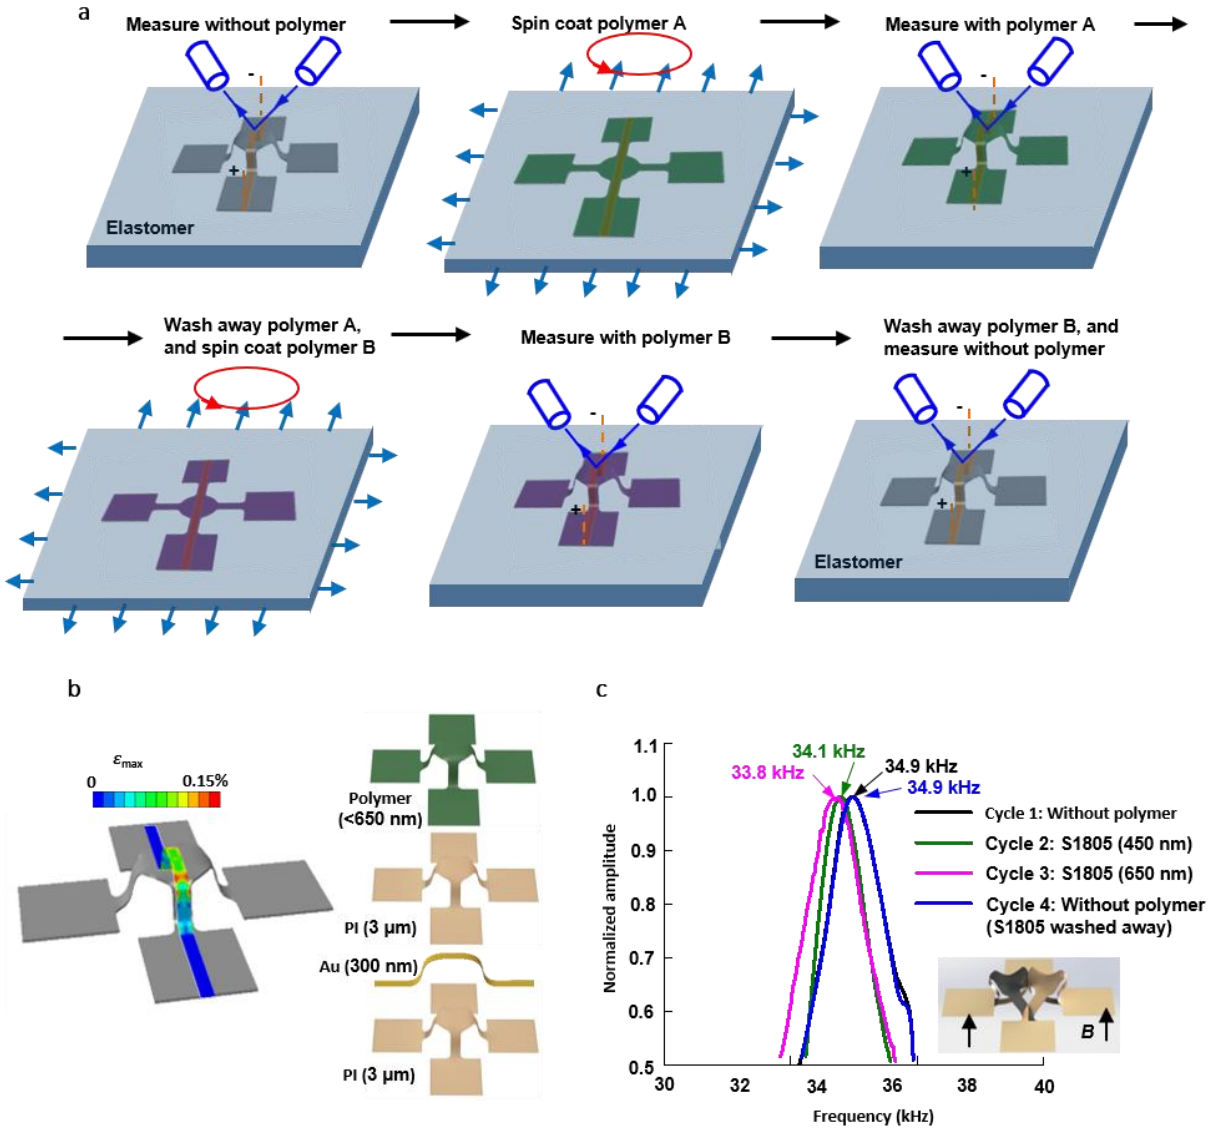 a
Measure without polymer
Spin coat polymer A
Measure with polymer A
-
+
Elastomer
-
+
Wash away polymer A,
and spin coat polymer B
Measure with polymer B
Wash away polymer B, and
measure without polymer
-
+
-
+
Elastomer
b
εmax
0
0.15%
Polymer
(<650 nm)
PI (3 μm)
Au (300 nm)
PI (3 μm)
c
34.1 kHz
33.8 kHz
34.9 kHz
34.9 kHz
1.1
1.0
0.9
0.8
0.7
0.6
0.5
Normalized amplitude
Cycle 1: Without polymer
Cycle 2: S1805 (450 nm)
Cycle 3: S1805 (650 nm)
Cycle 4: Without polymer
(S1805 washed away)
B
30
32
34
36
38
40
Frequency (kHz)